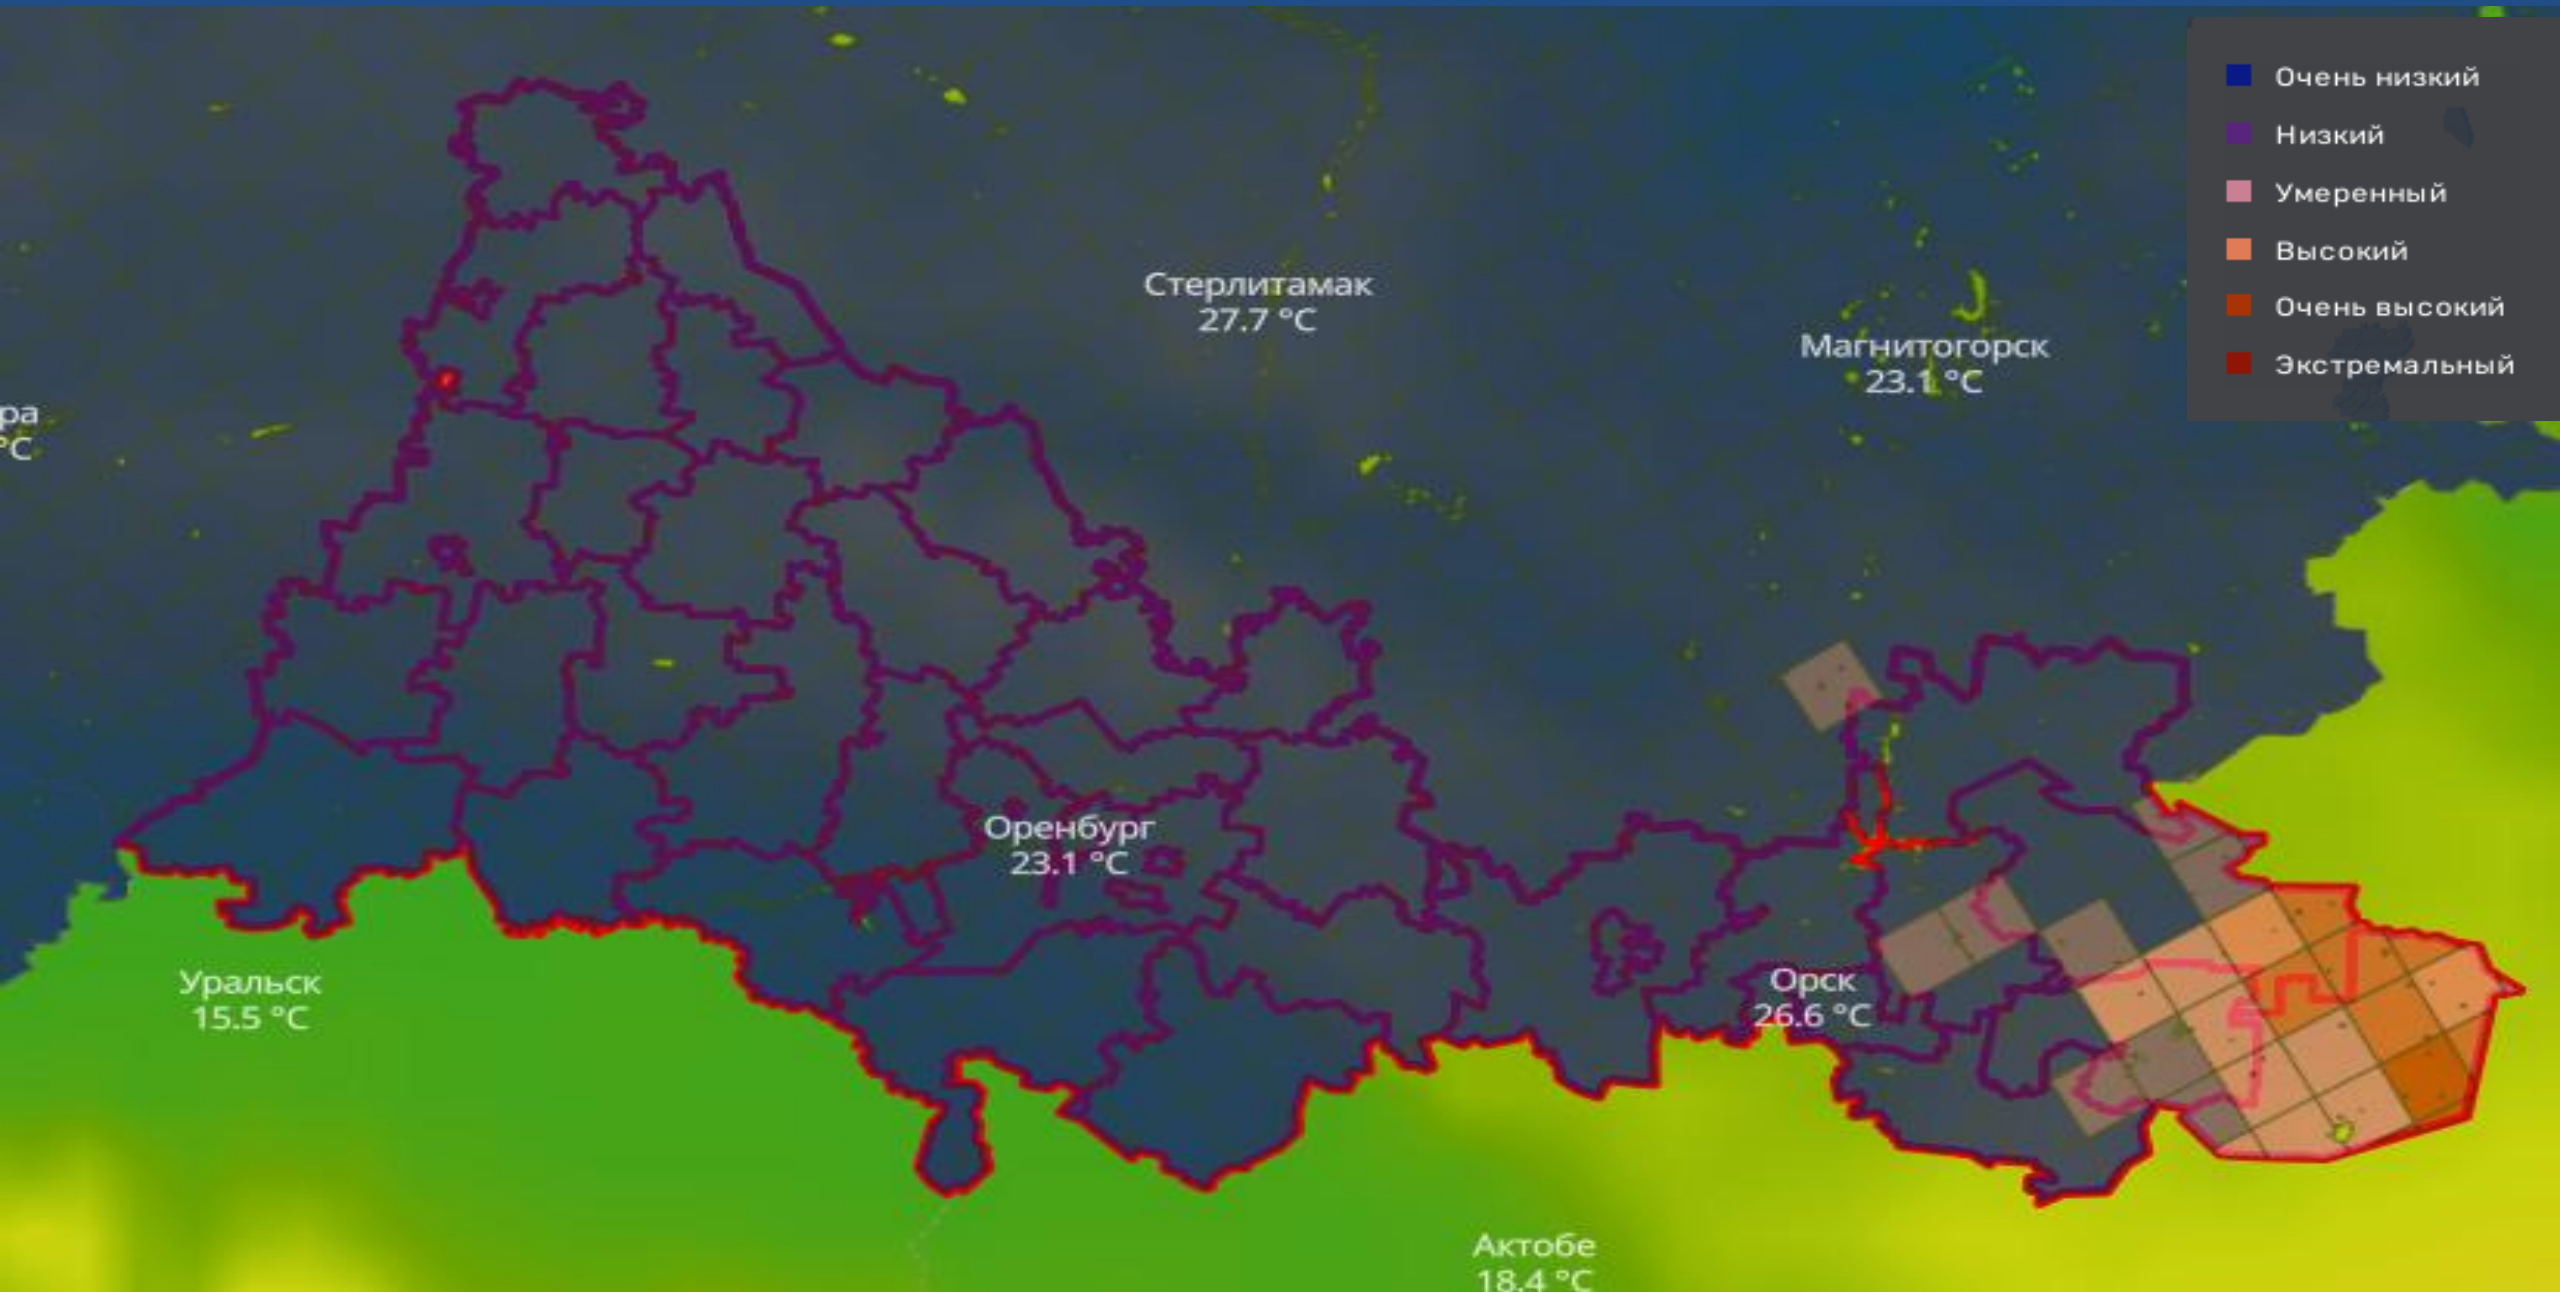 Очень низкий
Низкий
Умеренный
Высокий
Очень высокий
Экстремальный
Стерлитамак
27.7 °C
Магнитогорск
23.1 °C
ра
°C
Оренбург
23.1 °C
Уральск
15.5 °C
Орск
26.6 °C
Актобе
18.4 °C